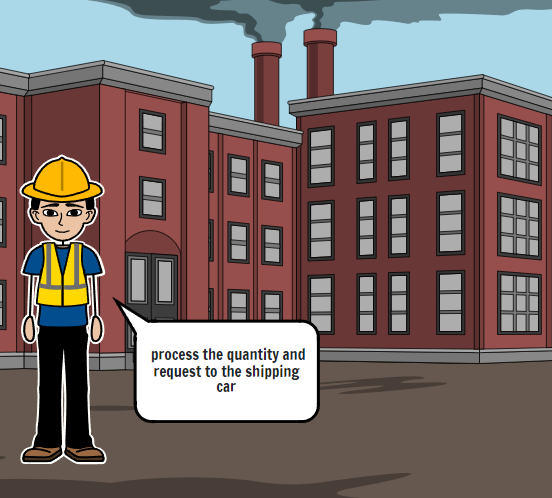 process the quantity and
request to the shipping
car